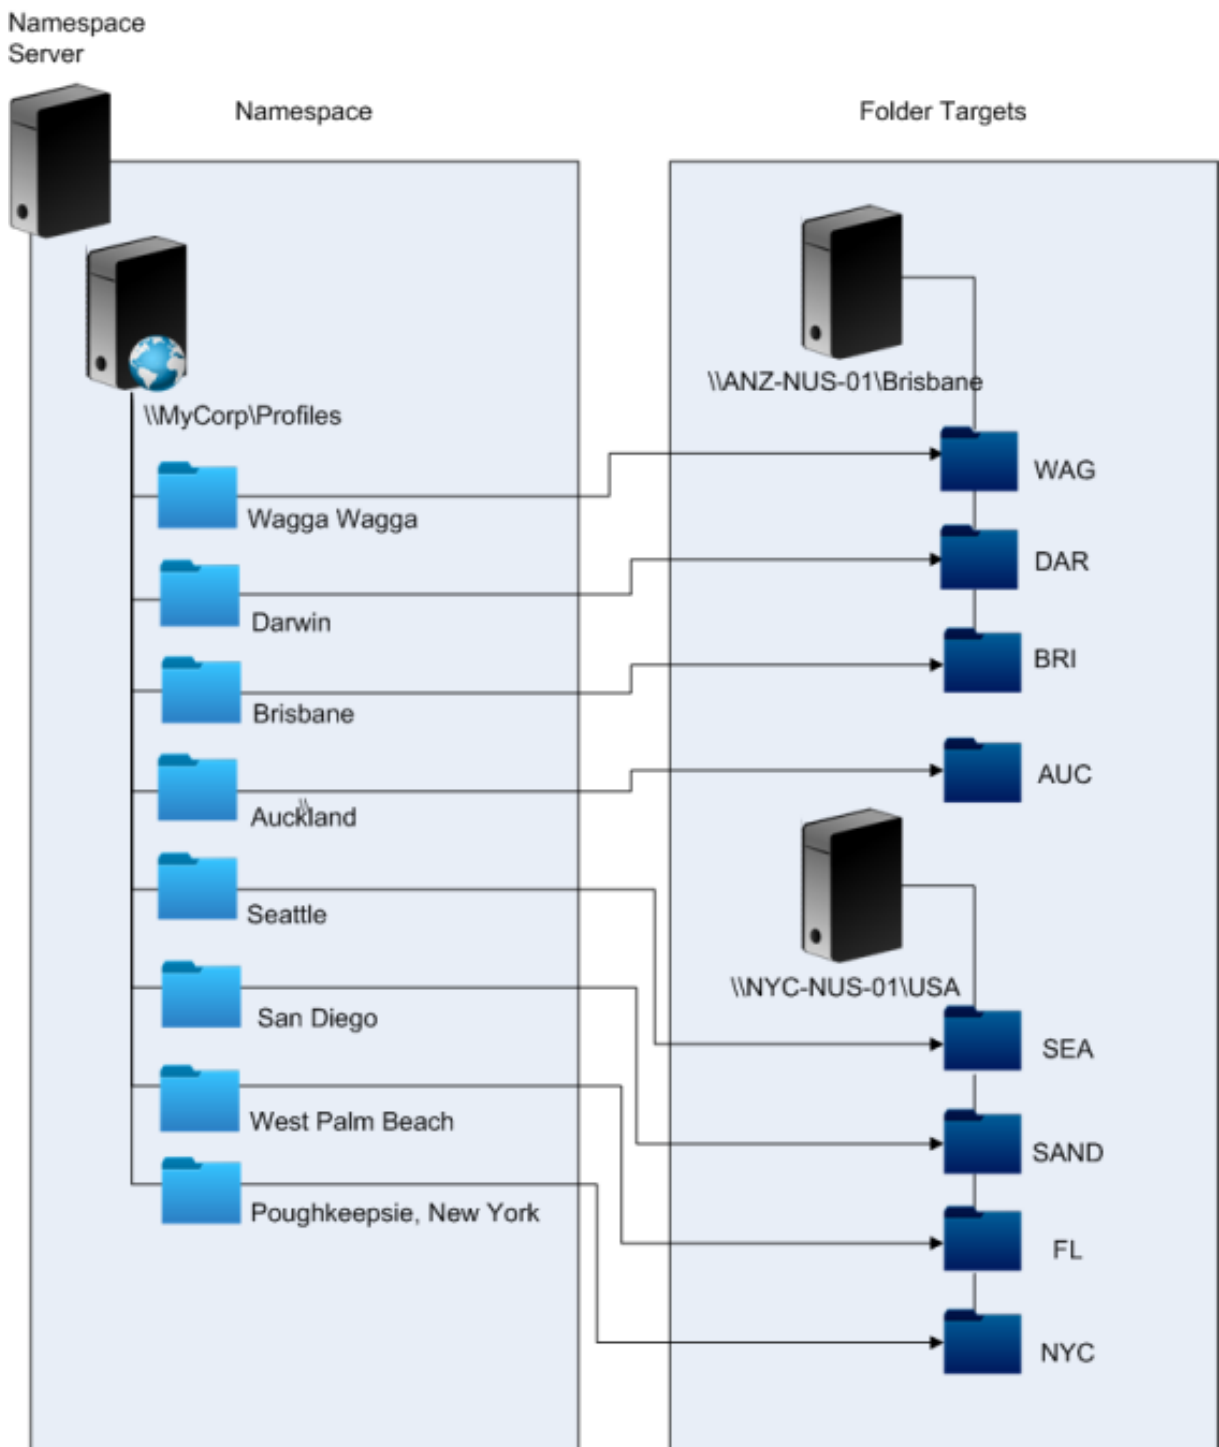 Namespace
Server
Namespace
Folder Targets
\\ANZ-NUS-01\Brisbane
\\MyCorp\Profiles
WAG
Wagga Wagga
DAR
Darwin
BRI
Brisbane
AUC
\\
Auckland
Seattle
\\NYC-NUS-01\USA
San Diego
SEA
West Palm Beach
SAND
Poughkeepsie, New York
FL
NYC